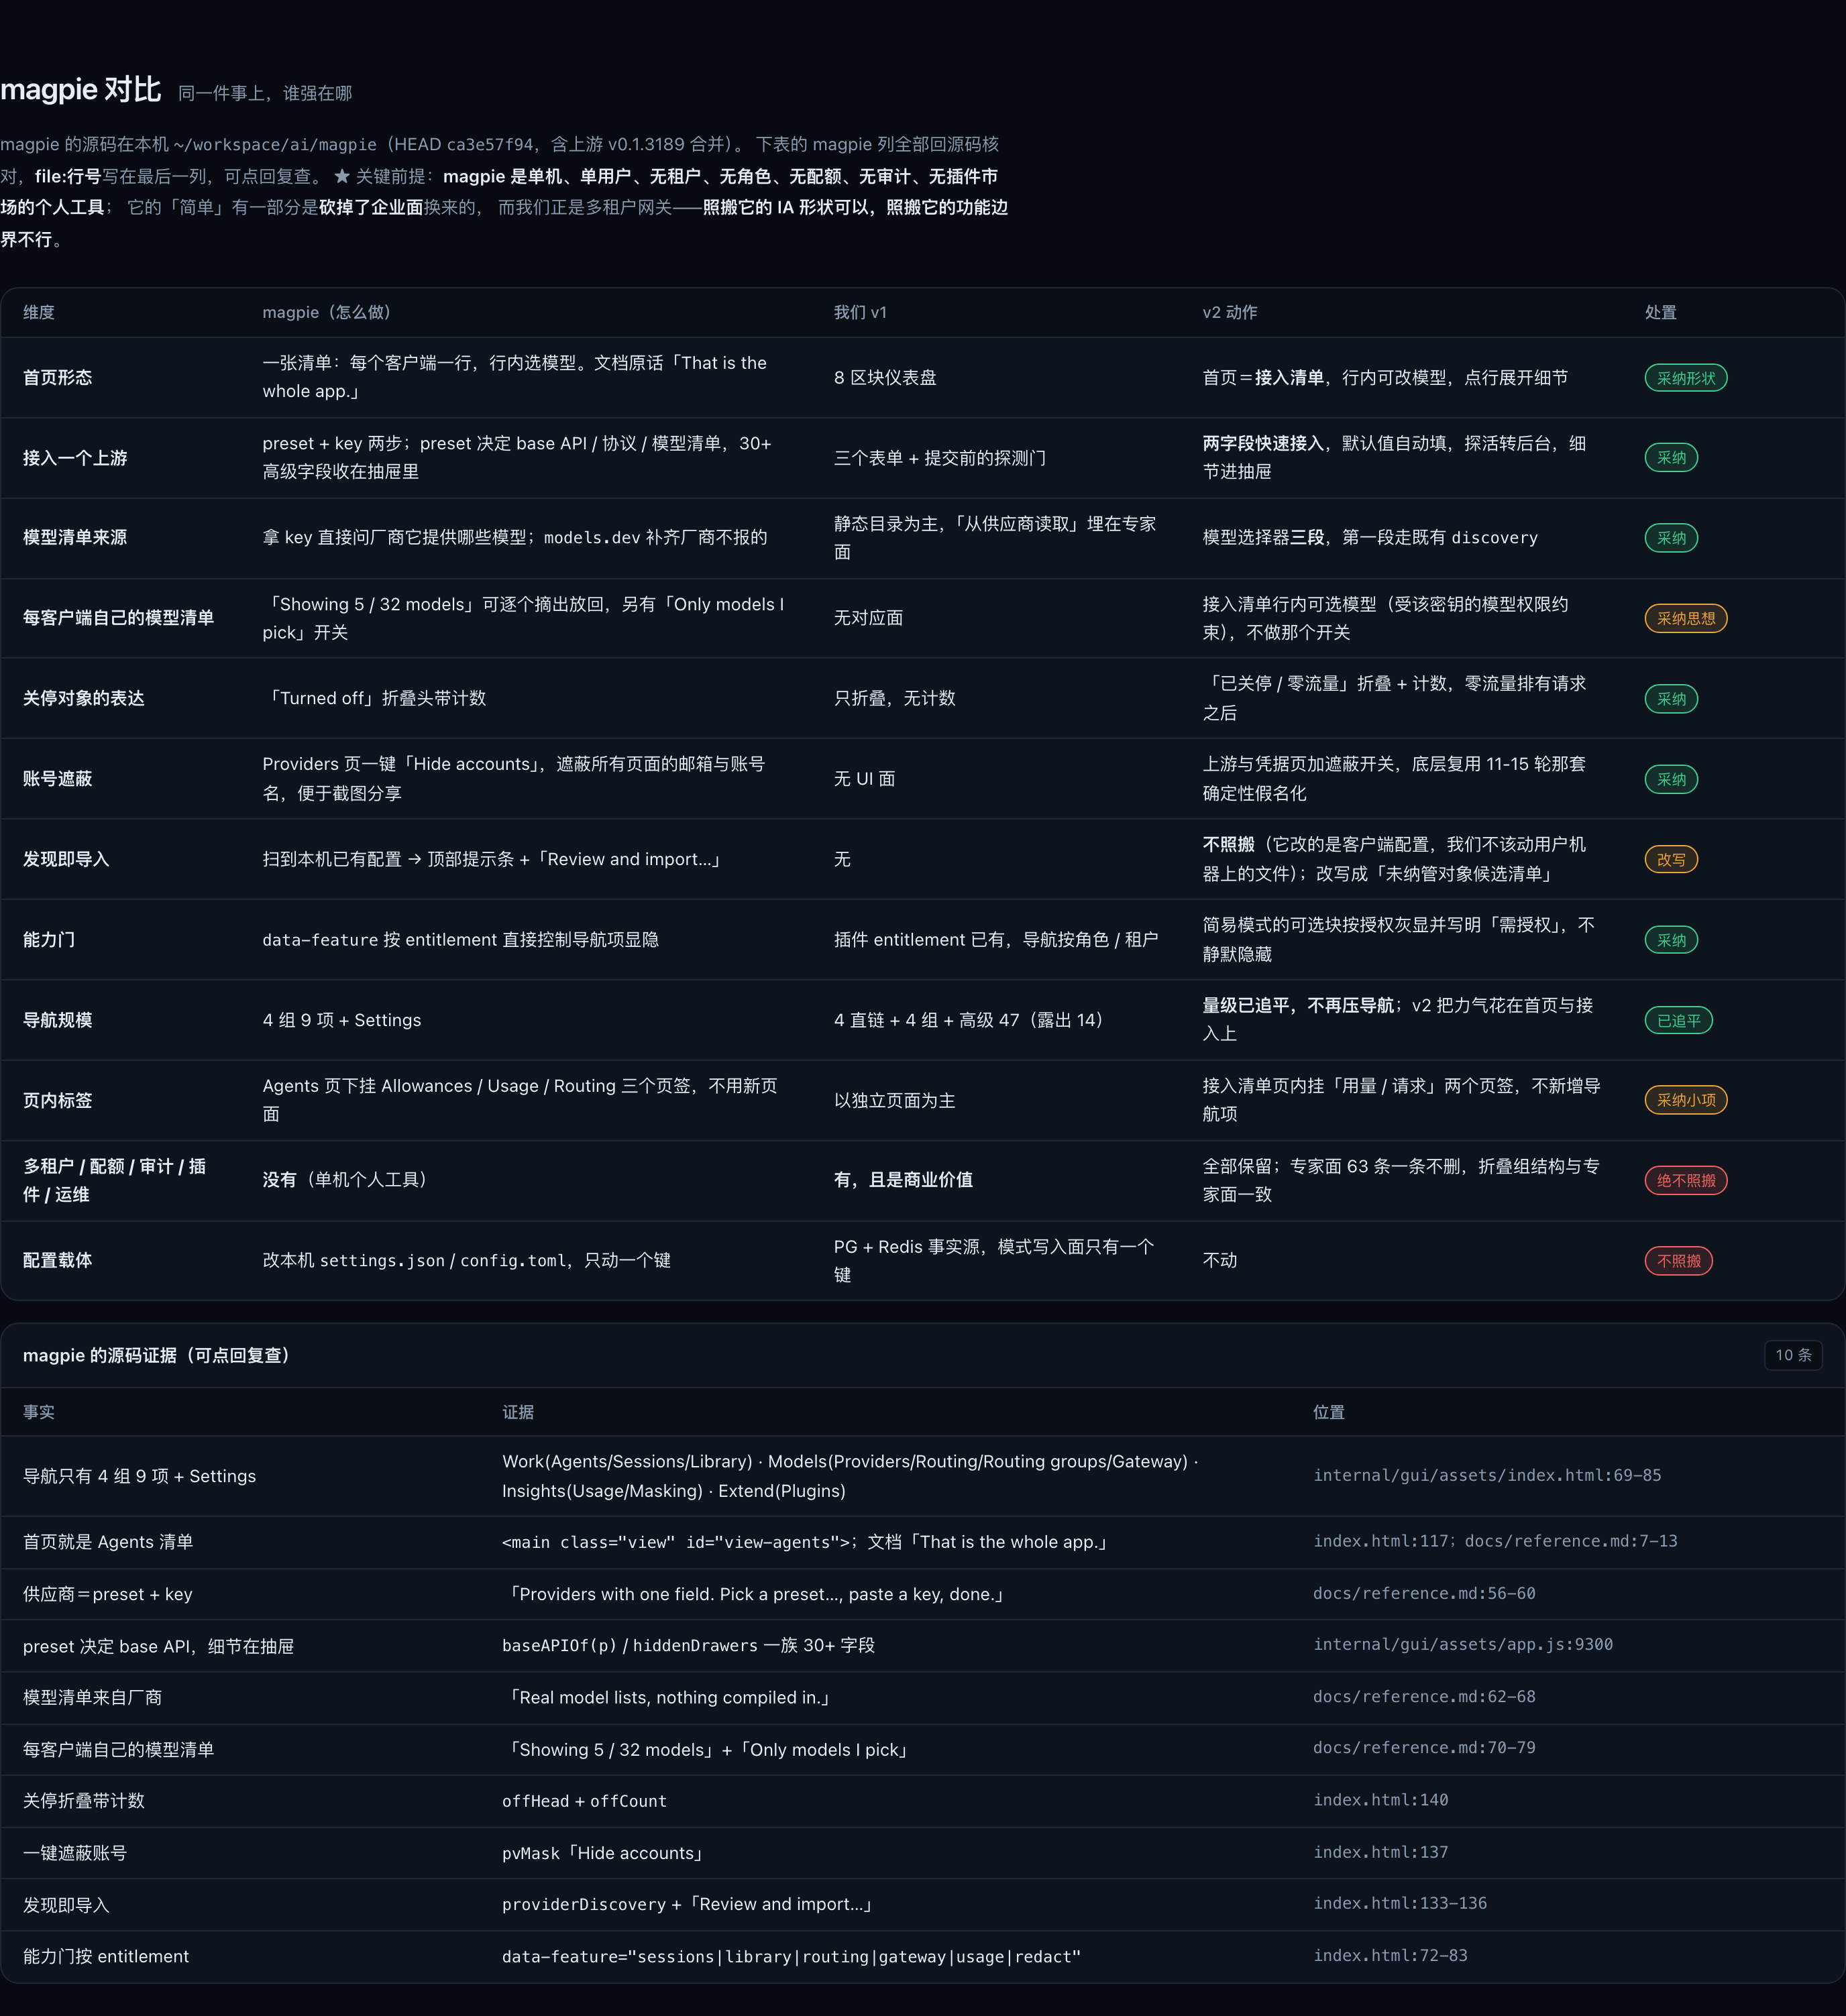 magpie 对比 同一件事上，谁强在哪
magpie 的源码在本机 ~/workspace/ai/magpie（HEAD ca3e57f94，含上游 v0.1.3189 合并）。 下表的 magpie 列全部回源码核
对，file:行号写在最后一列，可点回复查。 ★ 关键前提：magpie 是单机、单用户、无租户、无角色、无配额、无审计、无插件市
场的个人工具； 它的「简单」有一部分是砍掉了企业面换来的， 而我们正是多租户网关——照搬它的 IA 形状可以，照搬它的功能边
界不行。
维度 magpie（怎么做） 我们 v1 v2 动作 处置
首页形态 一张清单：每个客户端一行，行内选模型。文档原话「That is the
whole app.」 8 区块仪表盘 首页＝接入清单，行内可改模型，点行展开细节 采纳形状
接入一个上游 preset + key 两步；preset 决定 base API / 协议 / 模型清单，30+
高级字段收在抽屉里 三个表单 + 提交前的探测门 两字段快速接入，默认值自动填，探活转后台，细
节进抽屉 采纳
模型清单来源 拿 key 直接问厂商它提供哪些模型；models.dev 补齐厂商不报的 静态目录为主，「从供应商读取」埋在专家
面 模型选择器三段，第一段走既有 discovery 采纳
每客户端自己的模型清单 「Showing 5 / 32 models」可逐个摘出放回，另有「Only models I
pick」开关 无对应面 接入清单行内可选模型（受该密钥的模型权限约
束），不做那个开关 采纳思想
关停对象的表达 「Turned off」折叠头带计数 只折叠，无计数 「已关停 / 零流量」折叠 + 计数，零流量排有请求
之后 采纳
账号遮蔽 Providers 页一键「Hide accounts」，遮蔽所有页面的邮箱与账号
名，便于截图分享 无 UI 面 上游与凭据页加遮蔽开关，底层复用 11-15 轮那套
确定性假名化 采纳
发现即导入 扫到本机已有配置 → 顶部提示条 +「Review and import…」 无 不照搬（它改的是客户端配置，我们不该动用户机
器上的文件）；改写成「未纳管对象候选清单」 改写
能力门 data-feature 按 entitlement 直接控制导航项显隐 插件 entitlement 已有，导航按角色 / 租户 简易模式的可选块按授权灰显并写明「需授权」，不
静默隐藏 采纳
导航规模 4 组 9 项 + Settings 4 直链 + 4 组 + 高级 47（露出 14） 量级已追平，不再压导航；v2 把力气花在首页与接
入上 已追平
页内标签 Agents 页下挂 Allowances / Usage / Routing 三个页签，不用新页
面 以独立页面为主 接入清单页内挂「用量 / 请求」两个页签，不新增导
航项 采纳小项
多租户 / 配额 / 审计 / 插
件 / 运维 没有（单机个人工具） 有，且是商业价值 全部保留；专家面 63 条一条不删，折叠组结构与专
家面一致 绝不照搬
配置载体 改本机 settings.json / config.toml，只动一个键 PG + Redis 事实源，模式写入面只有一个
键 不动 不照搬
magpie 的源码证据（可点回复查） 10 条
事实 证据 位置
导航只有 4 组 9 项 + Settings Work(Agents/Sessions/Library) · Models(Providers/Routing/Routing groups/Gateway) ·
Insights(Usage/Masking) · Extend(Plugins) internal/gui/assets/index.html:69-85
首页就是 Agents 清单 <main class="view" id="view-agents">；文档「That is the whole app.」 index.html:117；docs/reference.md:7-13
供应商＝preset + key 「Providers with one field. Pick a preset…, paste a key, done.」 docs/reference.md:56-60
preset 决定 base API，细节在抽屉 baseAPIOf(p) / hiddenDrawers 一族 30+ 字段 internal/gui/assets/app.js:9300
模型清单来自厂商 「Real model lists, nothing compiled in.」 docs/reference.md:62-68
每客户端自己的模型清单 「Showing 5 / 32 models」+「Only models I pick」 docs/reference.md:70-79
关停折叠带计数 offHead + offCount index.html:140
一键遮蔽账号 pvMask「Hide accounts」 index.html:137
发现即导入 providerDiscovery +「Review and import…」 index.html:133-136
能力门按 entitlement data-feature="sessions|library|routing|gateway|usage|redact" index.html:72-83